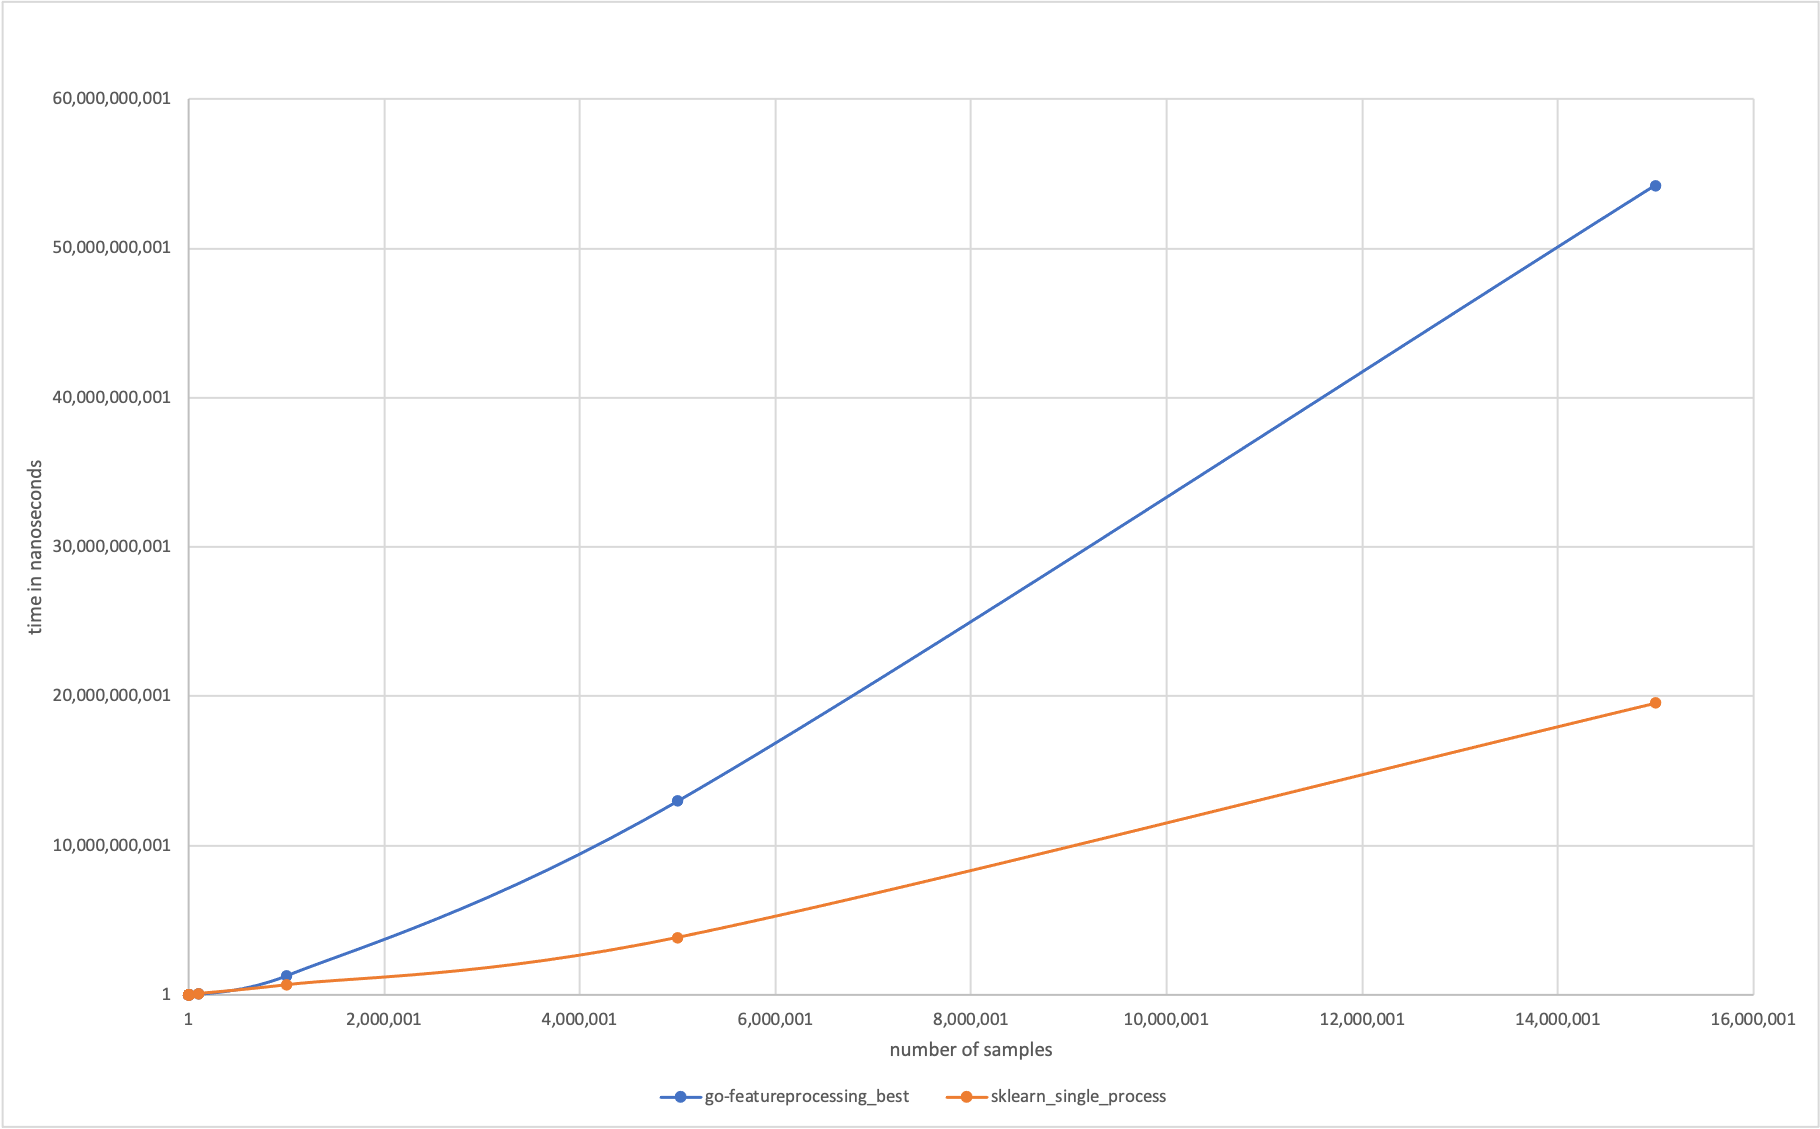 60,000,000,001
50,000,000,001
40,000,000,001
30,000,000,001
20,000,000,001
10,000,000,001
1
time in nanoseconds
1 2,000,001 4,000,001 6,000,001 8,000,001 10,000,001 12,000,001 14,000,001 16,000,001
number of samples
go-featureprocessing_best sklearn_single_process